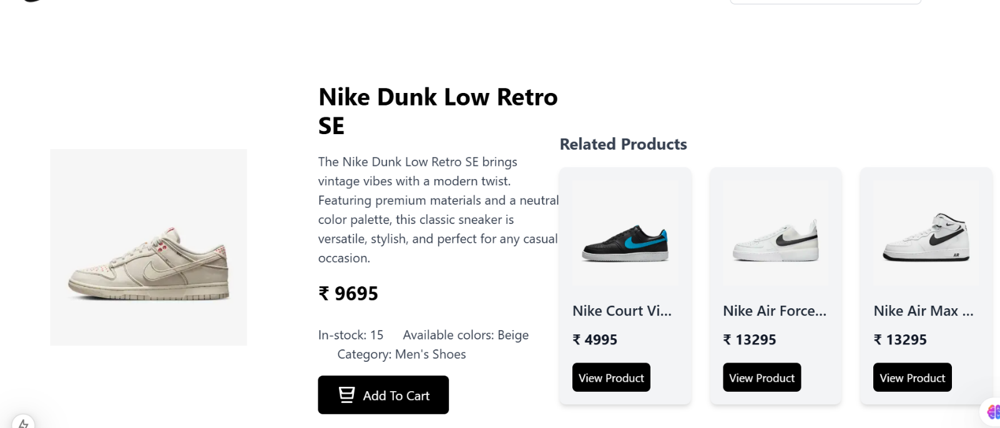 Nike Dunk Low Retro
SE
The Nike Dunk Low Retro SE brings
vintage vibes with a modern twist.
Featuring premium materials and a neutral
color palette, this classic sneaker is
versatile, stylish, and perfect for any casual
occasion.
₹ 9695
In-stock: 15 Available colors: Beige
Category: Men's Shoes
Add To Cart
Related Products
Nike Court Vi...
₹ 4995
View Product
Nike Air Force...
₹ 13295
View Product
AIR
Nike Air Max ...
₹ 13295
View Product